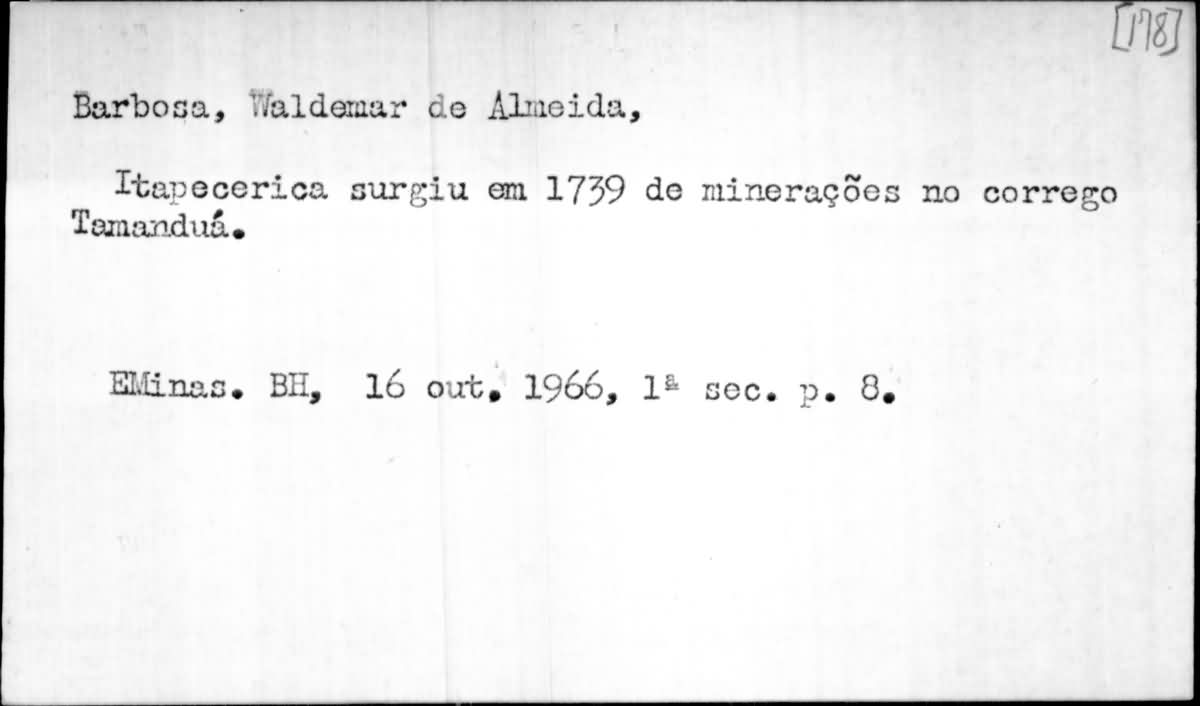 [178]
Barbosa, Waldemar de Almeida,
Itapecerica surgiu em 1739 de minerações no corrego
Tamanduá.
EMinas. BH, 16 out. 1966, 1ª sec. p. 8.